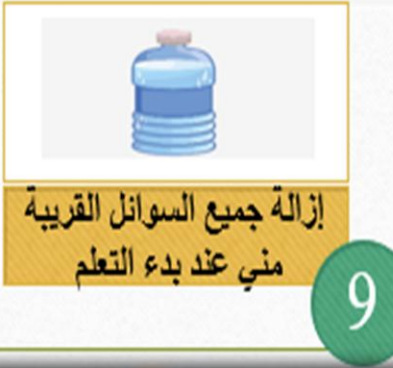 إزالة جميع السوائل القريبة
مني عند بدء التعلم
9